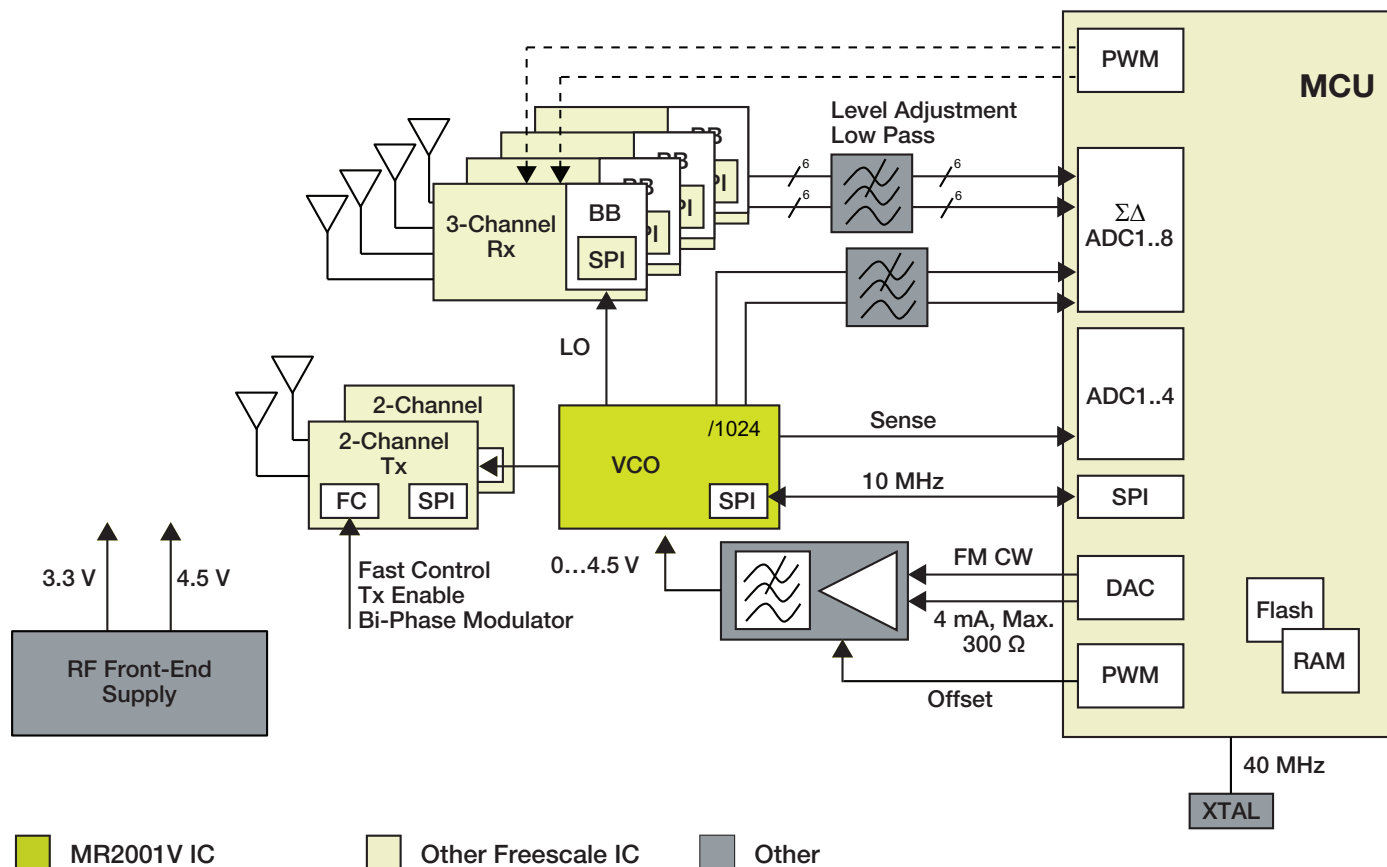 PWM
MCU
Level Adjustment
Low Pass
BB
BB
BB
BB
SPI
PI
PI
PI
3-Channel
Rx
6
6
6
6
ΣΔ
ADC1..8
LO
ADC1..4
2-Channel
2-Channel
Tx
FC
SPI
/1024
VCO
SPI
Sense
10 MHz
SPI
3.3 V
4.5 V
Fast Control
Tx Enable
Bi-Phase Modulator
0...4.5 V
FM CW
4 mA, Max.
300 Ω
DAC
Flash
RAM
PWM
Offset
RF Front-End
Supply
40 MHz
XTAL
MR2001V IC
Other Freescale IC
Other